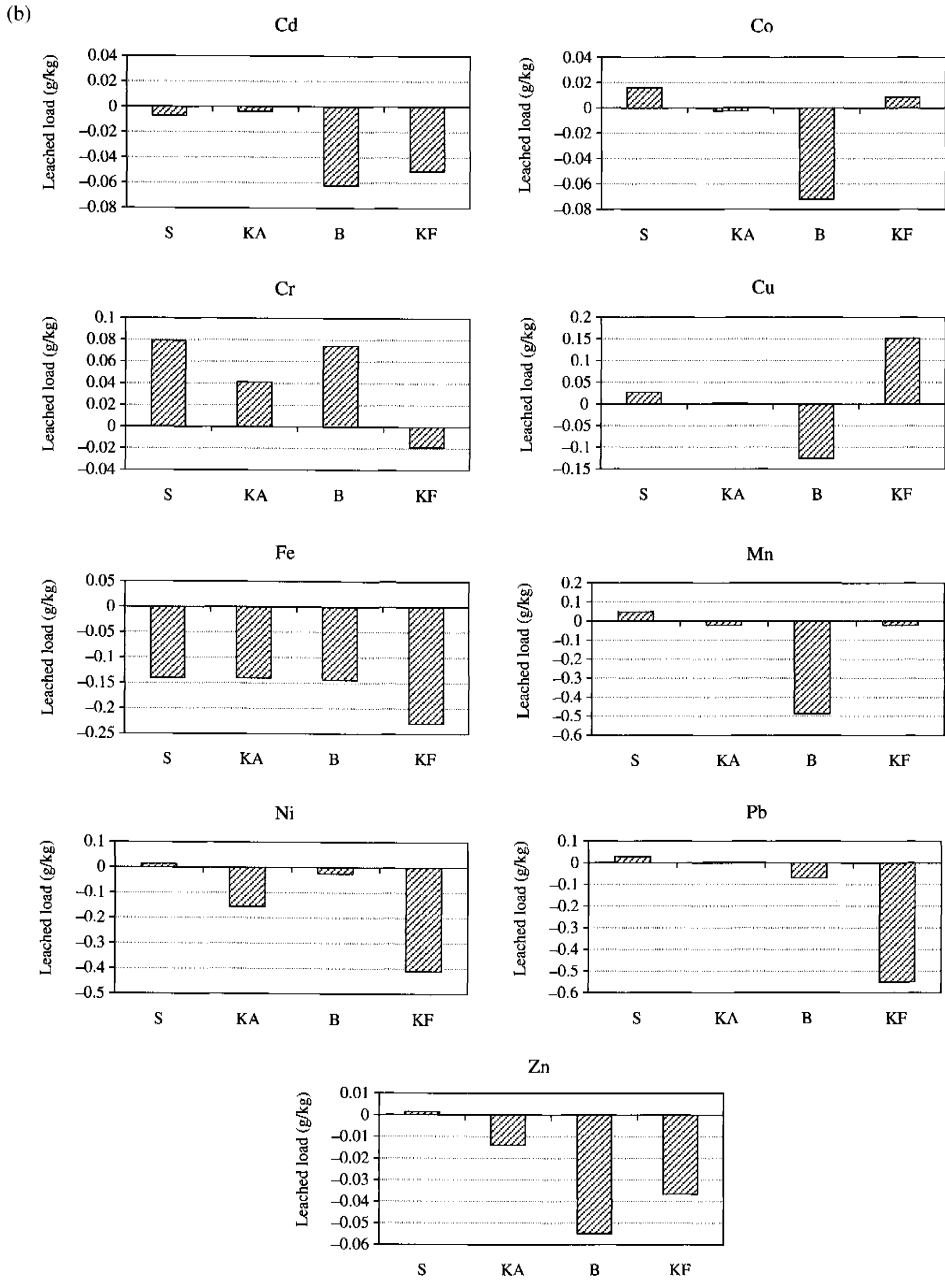 (b)
Cd
Leached load (g/kg)
0.04
0.02
0
–0.02
–0.04
–0.06
–0.08
S KA B KF
Co
Leached load (g/kg)
0.04
0.02
0
–0.02
–0.04
–0.06
–0.08
S KA B KF
Cr
Leached load (g/kg)
0.1
0.08
0.06
0.04
0.02
0
–0.02
–0.04
S KA B KF
Cu
Leached load (g/kg)
0.2
0.15
0.1
0.05
0
–0.05
–0.1
–0.15
S KA B KF
Fe
Leached load (g/kg)
0.05
0
–0.05
–0.1
–0.15
–0.2
–0.25
S KA B KF
Mn
Leached load (g/kg)
0.2
0.1
0
–0.1
–0.2
–0.3
–0.4
–0.5
–0.6
S KA B KF
Ni
Leached load (g/kg)
0.1
0
–0.1
–0.2
–0.3
–0.4
–0.5
S KA B KF
Pb
Leached load (g/kg)
0.1
0
–0.1
–0.2
–0.3
–0.4
–0.5
–0.6
S KA B KF
Zn
Leached load (g/kg)
0.01
0
–0.01
–0.02
–0.03
–0.04
–0.05
–0.06
S KA B KF